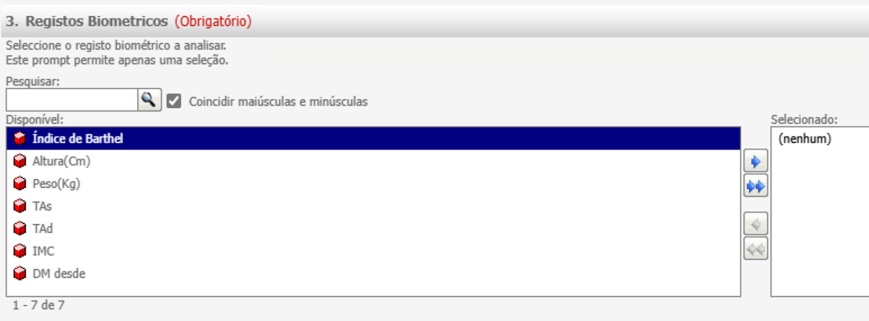 3. Registos Biometricos (Obrigatório)
Seleccione o registo biométrico a analisar.
Este prompt permite apenas uma seleção.
Pesquisar:
Coincidir maiúsculas e minúsculas
Disponível:
Selecionado:
Índice de Barthel
(nenhum)
Altura(Cm)
Peso(Kg)
TAs
TAd
IMC
DM desde
1 - 7 de 7